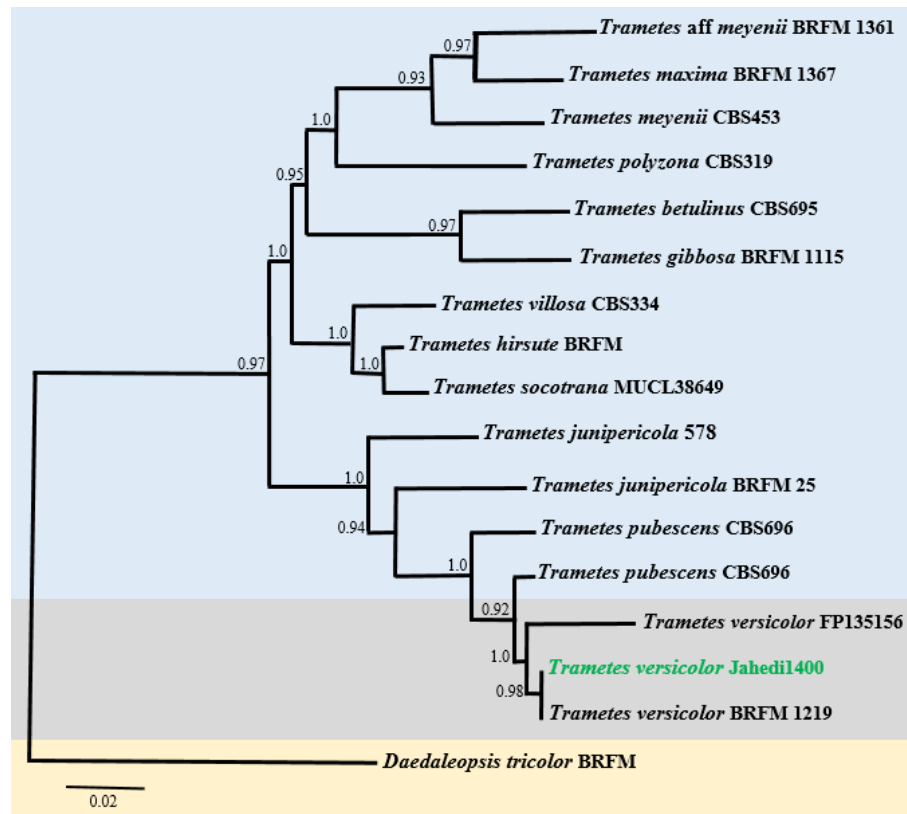 Trametes aff meyenii BRFM 1361
0.97
Trametes maxima BRFM 1367
0.93
Trametes meyenii CBS453
1.0
Trametes polyzona CBS319
0.95
Trametes betulinus CBS695
0.97
Trametes gibbosa BRFM 1115
1.0
Trametes villosa CBS334
1.0
Trametes hirsute BRFM
1.0
0.97
Trametes socotrana MUCL38649
Trametes junipericola 578
1.0
Trametes junipericola BRFM 25
0.94
Trametes pubescens CBS696
1.0
Trametes pubescens CBS696
0.92
Trametes versicolor FP135156
1.0
Trametes versicolor Jahedi1400
0.98
Trametes versicolor BRFM 1219
Daedaleopsis tricolor BRFM
0.02